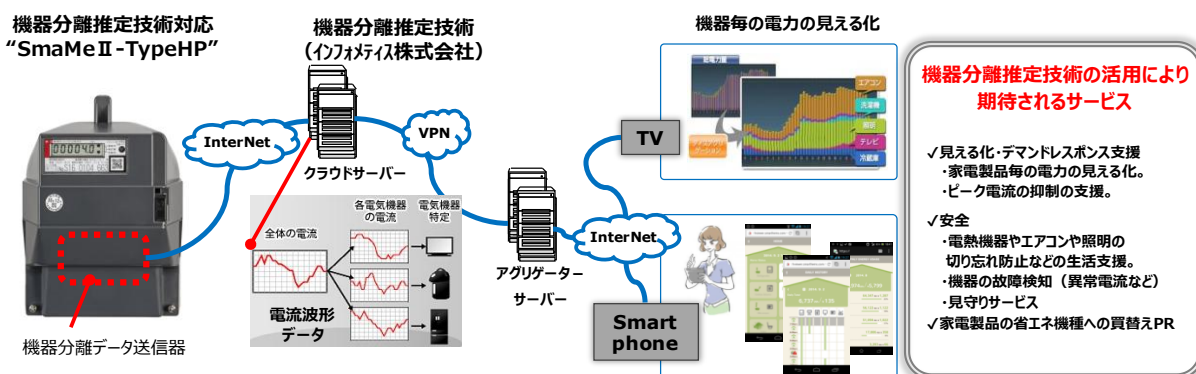 機器分離推定技術対応
“SmaMeⅡ-TypeHP”
機器分離データ送信器
InterNet
機器分離推定技術
(インフォメティス株式会社)
クラウドサーバー
VPN
全体の電流
各電気機器
の電流
電気機器
特定
電流波形
データ
アグリゲーター
サーバー
InterNet
TV
Smart
phone
機器毎の電力の見える化
総電力量
エアコン
洗濯機
照明
テレビ
冷蔵庫
機器分離推定技術の活用により
期待されるサービス
✓見える化・デマンドレスポンス支援
・家電製品毎の電力の見える化。
・ピーク電流の抑制の支援。
✓安全
・電熱機器やエアコンや照明の
切り忘れ防止などの生活支援。
・機器の故障検知（異常電流など）
・見守りサービス
✓家電製品の省エネ機種への買替えPR